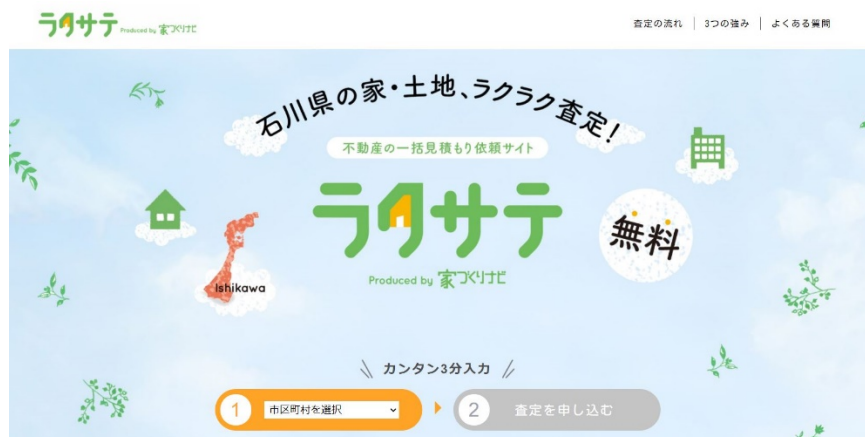 ラクサテ Produced by 家づくりナビ
査定の流れ | 3つの強み | よくある質問
石川県の家・土地、ラクラク査定!
不動産の一括見積もり依頼サイト
ラクサテ
無料
Produced by 家づくりナビ
Ishikawa
カンタン3分入力
1 市区町村を選択
2 査定を申し込む